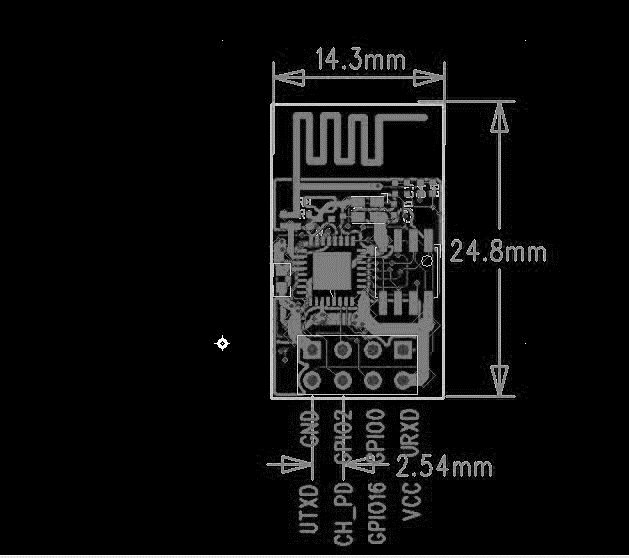 14.3mm
24.8mm
GND
GPIO2
GPIO0
URXD
2.54mm
UTXD
CH_PD
GPIO16
VCC